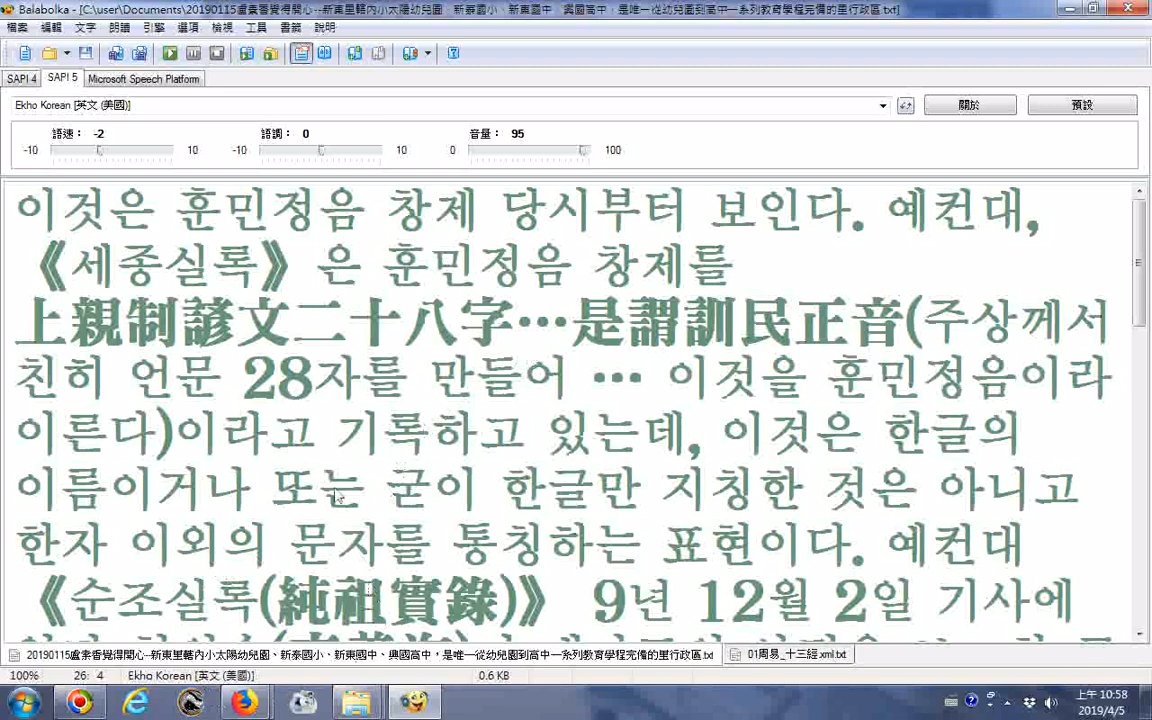 Balabolka - [C:\user\Documents\20190115盧素香覺得開心--新東里轄內小太陽幼兒園、新泰國小、新東國中、興國高中，是唯一從幼兒園到高中一系列教育學程完備的里行政區.txt]
檔案 編輯 文字 朗讀 引擎 選項 檢視 工具 書籤 說明
SAPI 4 SAPI 5 Microsoft Speech Platform
Ekho Korean [英文 (美國)] 關於 預設
語速： -2 語調： 0 音量： 95
-10 10 -10 10 0 100
이것은 훈민정음 창제 당시부터 보인다. 예컨대,
《세종실록》은 훈민정음 창제를
上親制諺文二十八字…是謂訓民正音(주상께서
친히 언문 28자를 만들어 … 이것을 훈민정음이라
이른다)이라고 기록하고 있는데, 이것은 한글의
이름이거나 또는 굳이 한글만 지칭한 것은 아니고
한자 이외의 문자를 통칭하는 표현이다. 예컨대
《순조실록(純祖實錄)》 9년 12월 2일 기사에
20190115盧素香覺得開心--新東里轄內小太陽幼兒園、新泰國小、新東國中、興國高中，是唯一從幼兒園到高中一系列教育學程完備的里行政區.txt 01周易_十三經.xml.txt
100% 26: 4 Ekho Korean [英文 (美國)] 0.6 KB
上午 10:58
2019/4/5